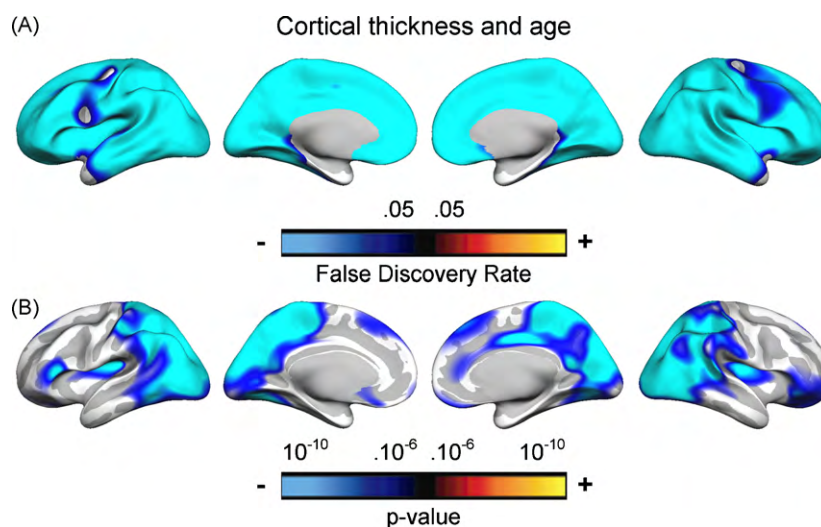 (A) Cortical thickness and age
.05 .05
- +
False Discovery Rate
(B)
10-10 .10-6 .10-6 10-10
- +
p-value